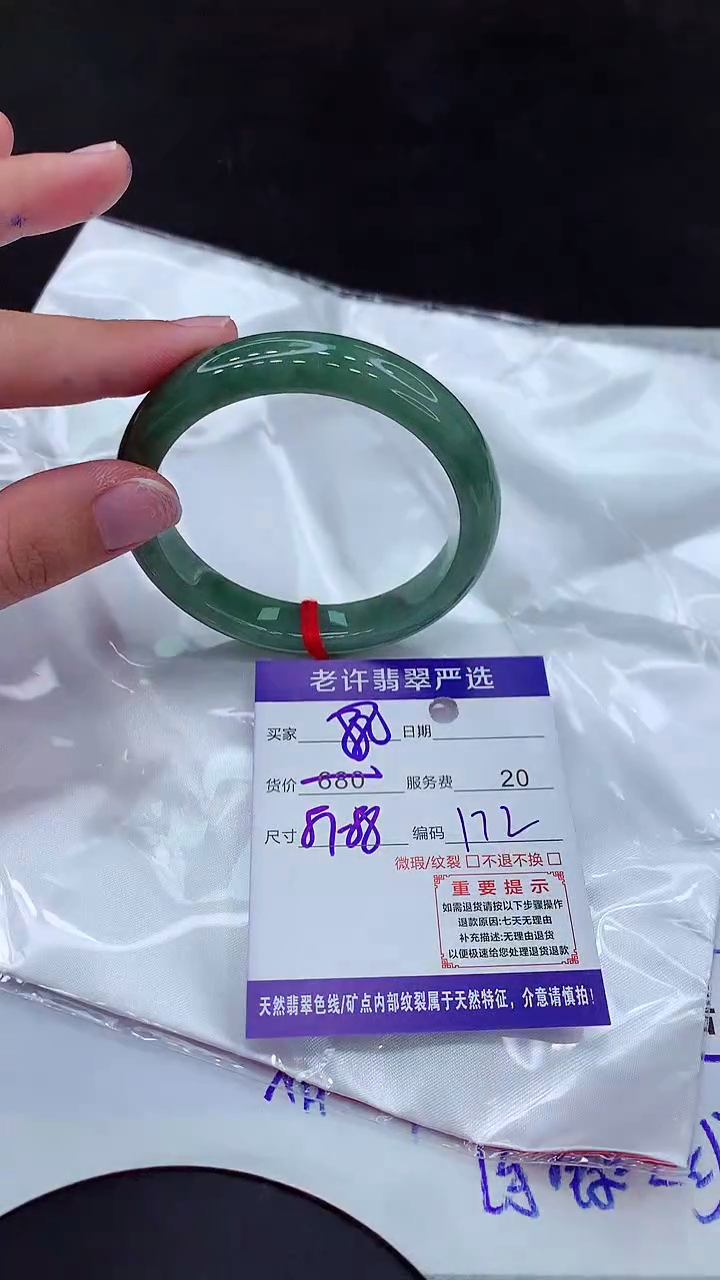 老许翡翠严选
买家 日期
货价 680 服务费 20
尺寸 57-58 编码 172
微瑕/纹裂 □ 不退不换 □
重要提示
如需退货请按以下步骤操作
退款原因:七天无理由
补充描述:无理由退货
以便极速给您处理退货退款
天然翡翠色线/矿点内部纹裂属于天然特征，介意请慎拍!